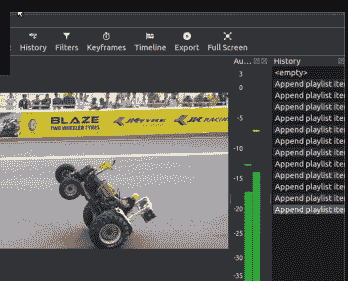 History Filters Keyframes Timeline Export Full Screen
Au... History
3
0
-5
-10
-15
-20
-25
-30
-35
<empty>
Append playlist ite
Append playlist ite
Append playlist ite
Append playlist ite
Append playlist ite
Append playlist ite
Append playlist ite
Append playlist ite
Append playlist ite
Append playlist ite
Append playlist ite
Append playlist ite
BLAZE
TWO WHEELER TYRES
JK TYRE
JK RACING